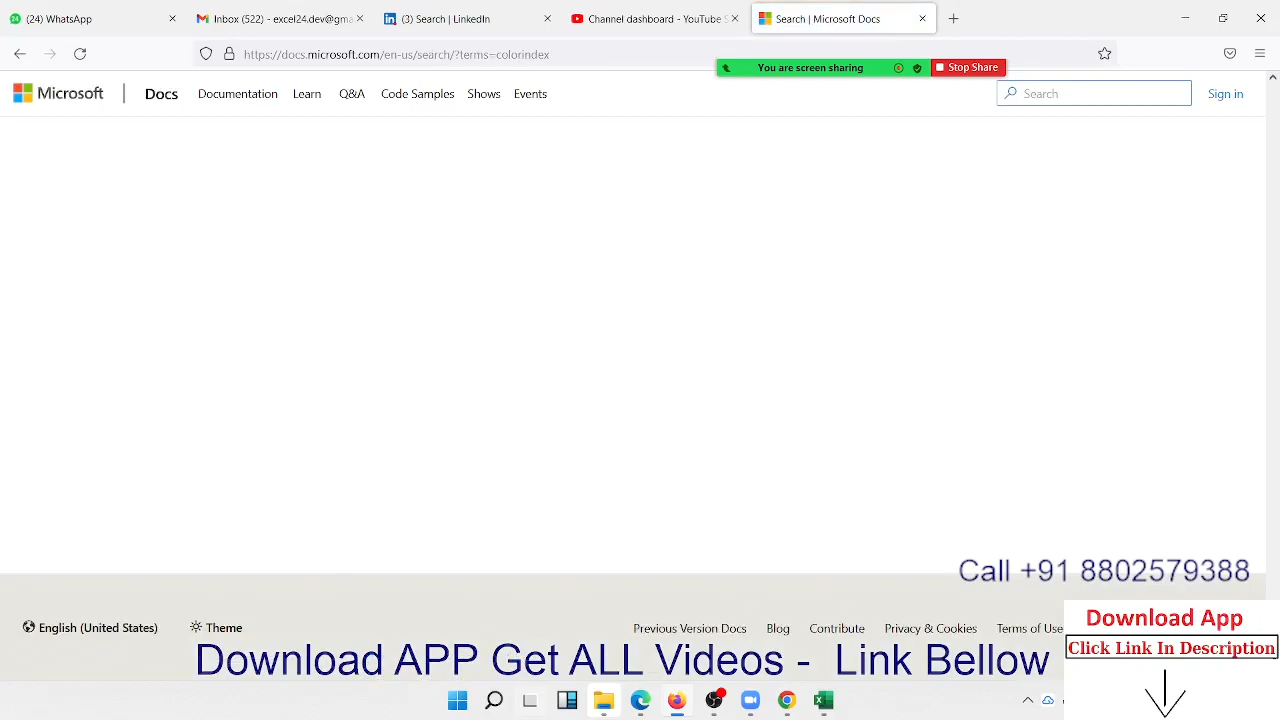 (24) WhatsApp
Inbox (522) - excel24.dev@gma
(3) Search | LinkedIn
Channel dashboard - YouTube S
Search | Microsoft Docs
https://docs.microsoft.com/en-us/search/?terms=colorindex
You are screen sharing
Stop Share
Microsoft
Docs
Documentation
Learn
Q&A
Code Samples
Shows
Events
Search
Sign in
Call +91 8802579388
English (United States)
Theme
Previous Version Docs
Blog
Contribute
Privacy & Cookies
Terms of Use
Download App
Click Link In Description
Download APP Get ALL Videos - Link Bellow